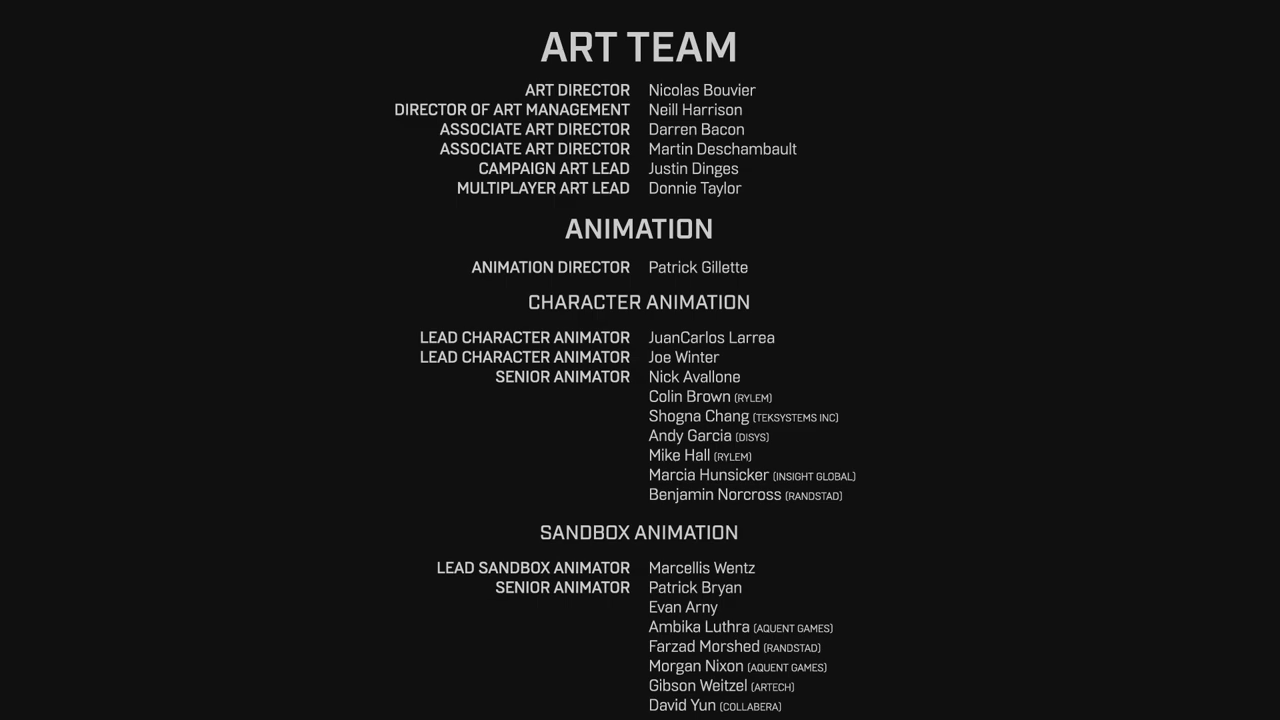 ART TEAM
ART DIRECTOR Nicolas Bouvier
DIRECTOR OF ART MANAGEMENT Neill Harrison
ASSOCIATE ART DIRECTOR Darren Bacon
ASSOCIATE ART DIRECTOR Martin Deschambault
CAMPAIGN ART LEAD Justin Dinges
MULTIPLAYER ART LEAD Donnie Taylor
ANIMATION
ANIMATION DIRECTOR Patrick Gillette
CHARACTER ANIMATION
LEAD CHARACTER ANIMATOR JuanCarlos Larrea
LEAD CHARACTER ANIMATOR Joe Winter
SENIOR ANIMATOR Nick Avallone
Colin Brown (RYLEM)
Shogna Chang (TEKSYSTEMS INC)
Andy Garcia (DISYS)
Mike Hall (RYLEM)
Marcia Hunsicker (INSIGHT GLOBAL)
Benjamin Norcross (RANDSTAD)
SANDBOX ANIMATION
LEAD SANDBOX ANIMATOR Marcellis Wentz
SENIOR ANIMATOR Patrick Bryan
Evan Arny
Ambika Luthra (AQUENT GAMES)
Farzad Morshed (RANDSTAD)
Morgan Nixon (AQUENT GAMES)
Gibson Weitzel (ARTECH)
David Yun (COLLABERA)